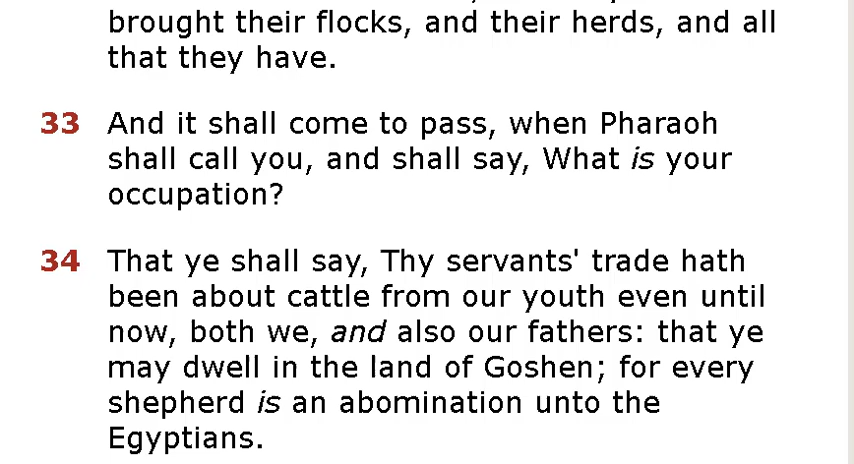 brought their flocks, and their herds, and all
that they have.
33 And it shall come to pass, when Pharaoh
shall call you, and shall say, What is your
occupation?
34 That ye shall say, Thy servants' trade hath
been about cattle from our youth even until
now, both we, and also our fathers: that ye
may dwell in the land of Goshen; for every
shepherd is an abomination unto the
Egyptians.